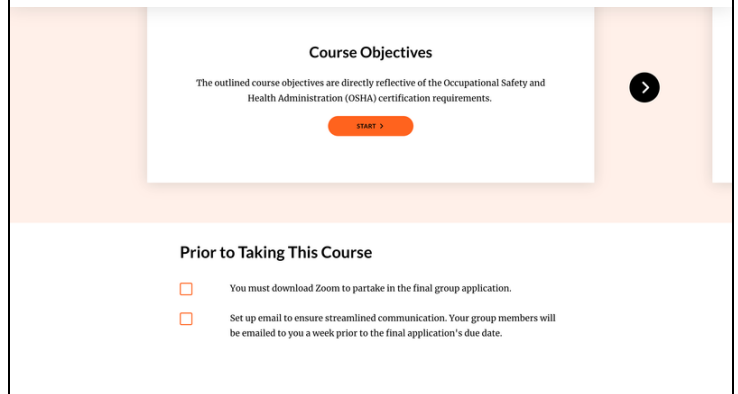 Course Objectives
The outlined course objectives are directly reflective of the Occupational Safety and
Health Administration (OSHA) certification requirements.
START >
Prior to Taking This Course
You must download Zoom to partake in the final group application.
Set up email to ensure streamlined communication. Your group members will
be emailed to you a week prior to the final application's due date.